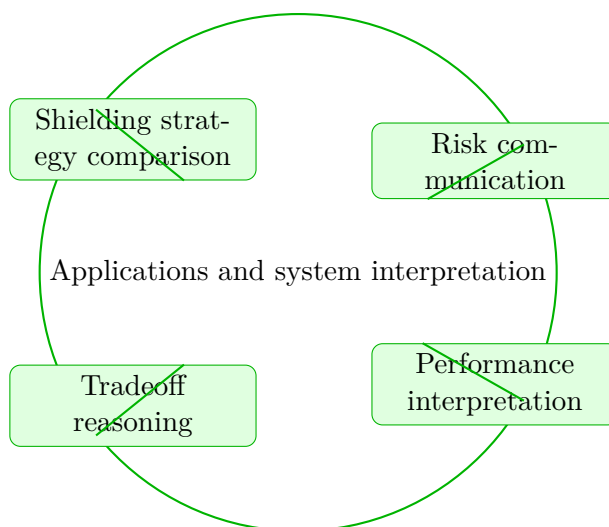 Shielding strat-
egy comparison
Risk com-
munication
Applications and system interpretation
Tradeoff
reasoning
Performance
interpretation